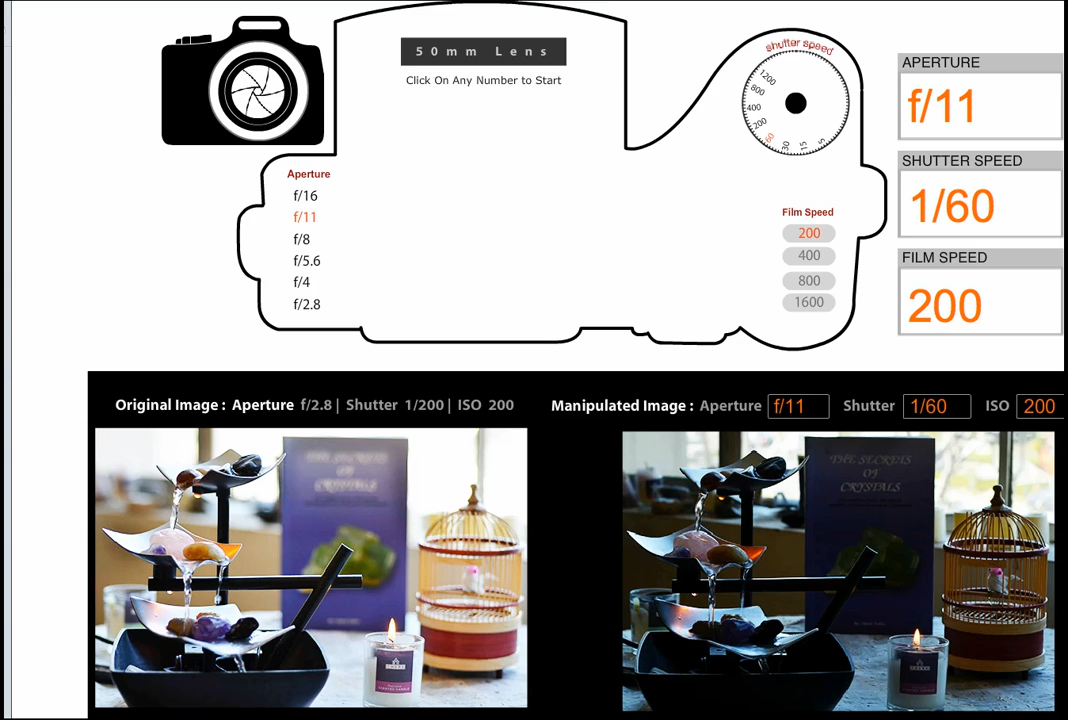 50mm Lens
Click On Any Number to Start
shutter speed
1200
800
400
200
60
30
15
5
Aperture
f/16
f/11
f/8
f/5.6
f/4
f/2.8
Film Speed
200
400
800
1600
APERTURE
f/11
SHUTTER SPEED
1/60
FILM SPEED
200
Original Image : Aperture f/2.8 | Shutter 1/200 | ISO 200
Manipulated Image : Aperture f/11 Shutter 1/60 ISO 200
THE SECRETS
OF
CRYSTALS
THE SECRETS
OF
CRYSTALS